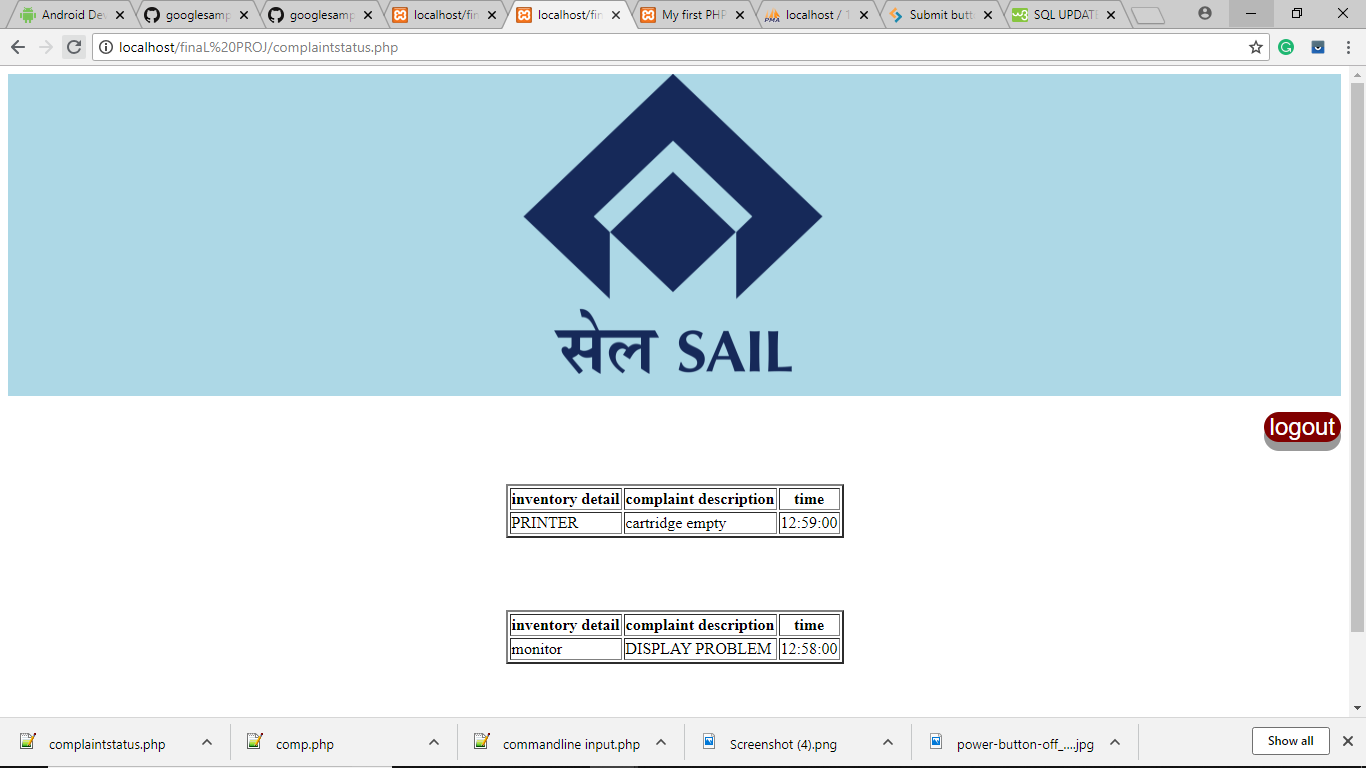 Android Dev
googlesamp
googlesamp
localhost/fin
localhost/fin
My first PHP
localhost / 1
Submit butt
SQL UPDATE
localhost/finaL%20PROJ/complaintstatus.php
सेल SAIL
logout
inventory detail complaint description time
PRINTER cartridge empty 12:59:00
inventory detail complaint description time
monitor DISPLAY PROBLEM 12:58:00
complaintstatus.php
comp.php
commandline input.php
Screenshot (4).png
power-button-off_....jpg
Show all